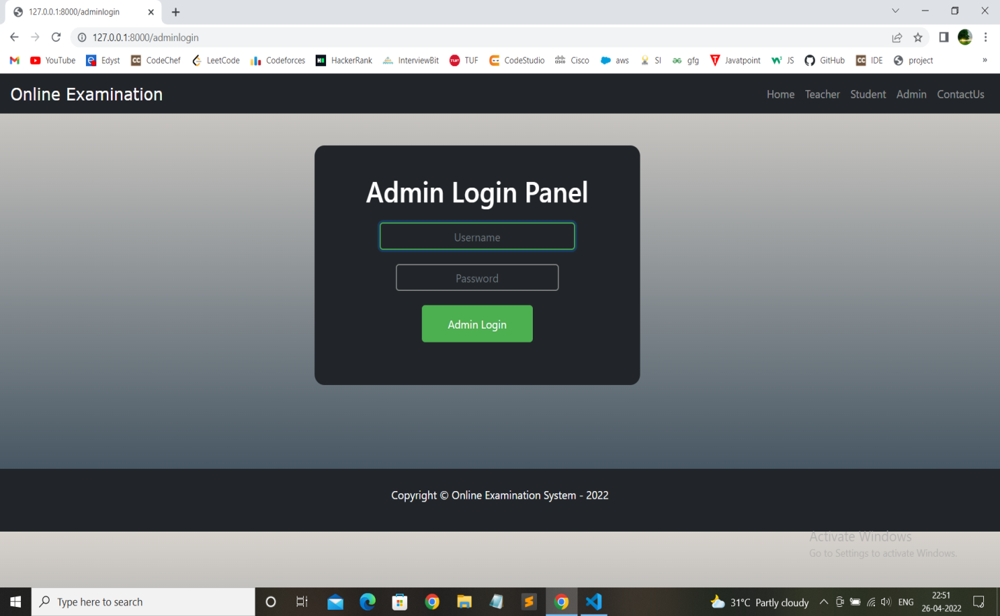 127.0.0.1:8000/adminlogin
127.0.0.1:8000/adminlogin
YouTube Edyst CodeChef LeetCode Codeforces HackerRank InterviewBit TUF CodeStudio Cisco aws SI gfg Javatpoint JS GitHub IDE project »
Online Examination
Home Teacher Student Admin ContactUs
Admin Login Panel
Username
Password
Admin Login
Copyright © Online Examination System - 2022
Activate Windows
Go to Settings to activate Windows.
Type here to search
31°C Partly cloudy
ENG
22:51
26-04-2022